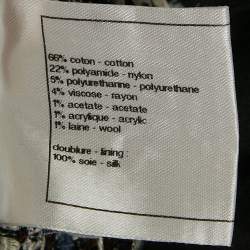 66% coton - cotton
22% polyamide - nylon
5% polyurethanne - polyurethane
4% viscose - rayon
1% acetate - acetate
1% acrylique - acrylic
1% laine - wool
doublure - lining :
100% soie - silk